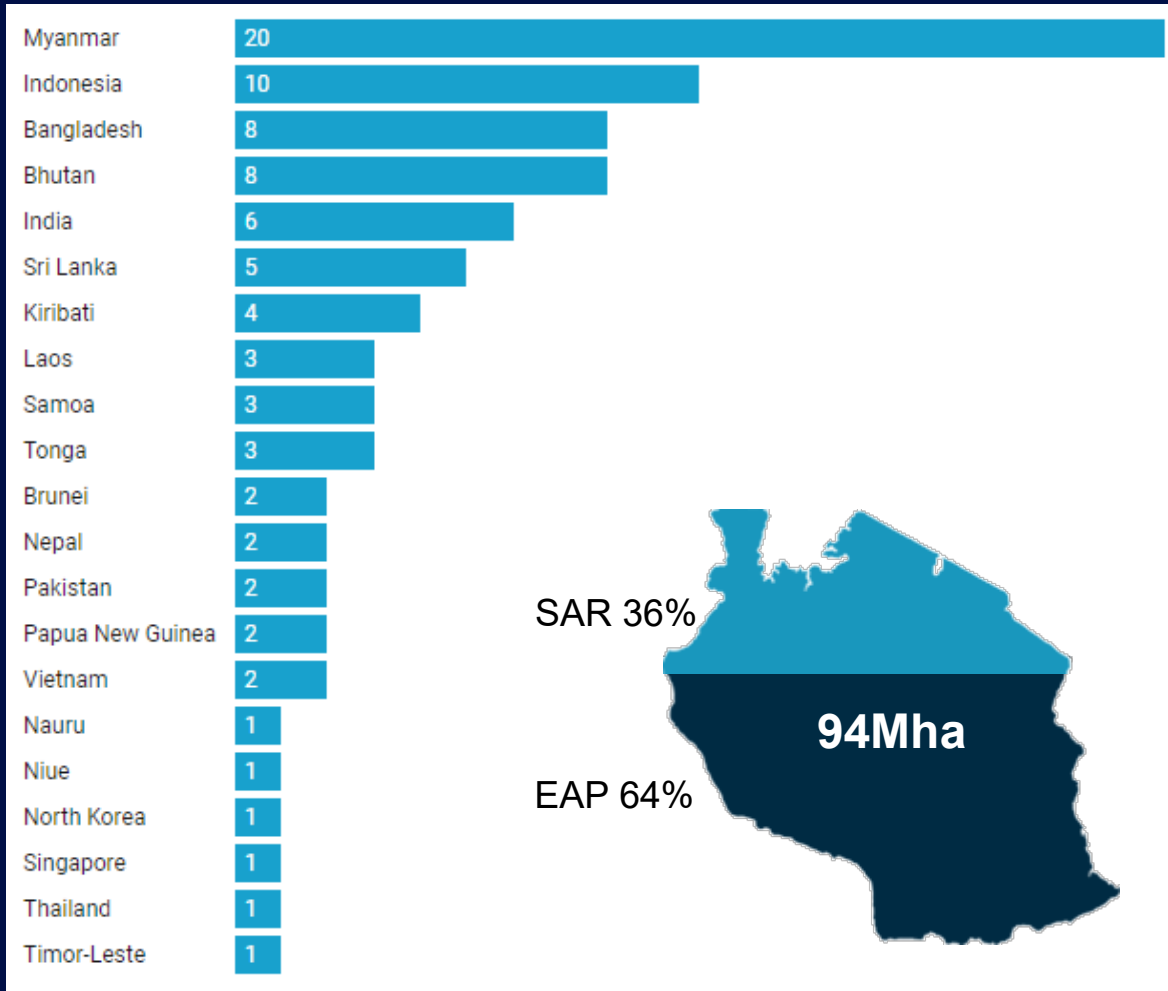 Myanmar 20
Indonesia 10
Bangladesh 8
Bhutan 8
India 6
Sri Lanka 5
Kiribati 4
Laos 3
Samoa 3
Tonga 3
Brunei 2
Nepal 2
Pakistan 2
Papua New Guinea 2
Vietnam 2
Nauru 1
Niue 1
North Korea 1
Singapore 1
Thailand 1
Timor-Leste 1
SAR 36%
94Mha
EAP 64%